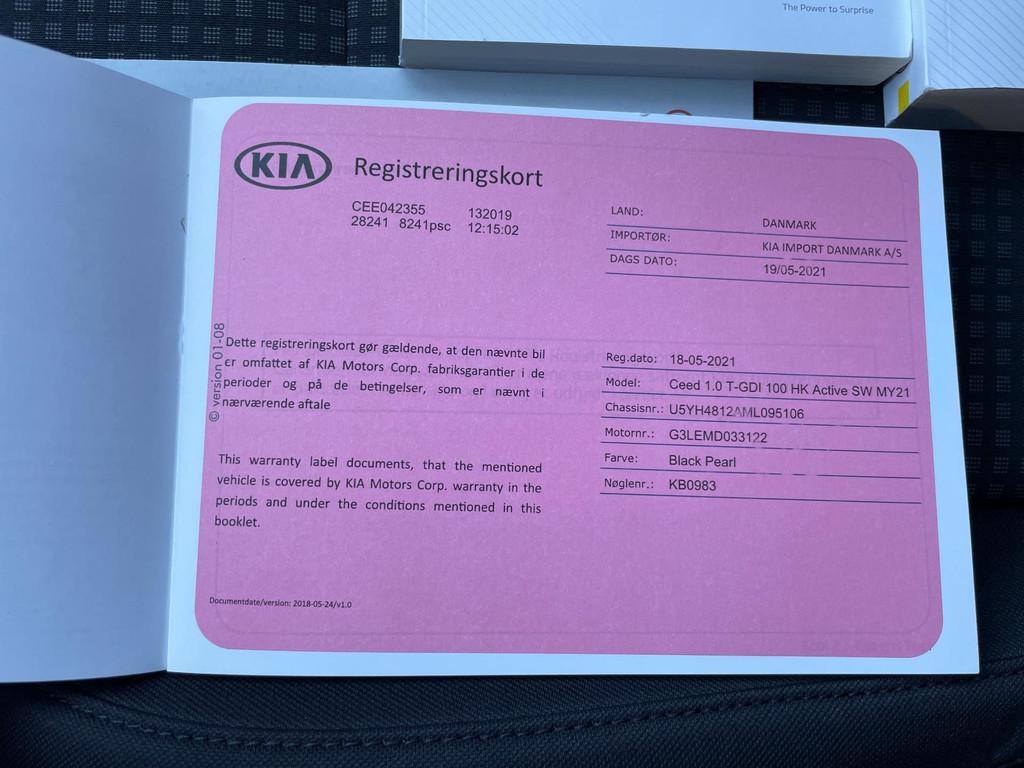 The Power to Surprise
KIA Registreringskort
CEE042355 132019
28241 8241psc 12:15:02
LAND: DANMARK
IMPORTØR: KIA IMPORT DANMARK A/S
DAGS DATO: 19/05-2021
© version 01-08
Dette registreringskort gør gældende, at den nævnte bil
er omfattet af KIA Motors Corp. fabriksgarantier i de
perioder og på de betingelser, som er nævnt i
nærværende aftale
This warranty label documents, that the mentioned
vehicle is covered by KIA Motors Corp. warranty in the
periods and under the conditions mentioned in this
booklet.
Reg.dato: 18-05-2021
Model: Ceed 1.0 T-GDI 100 HK Active SW MY21
Chassisnr.: U5YH4812AML095106
Motornr.: G3LEMD033122
Farve: Black Pearl
Nøglenr.: KB0983
Documentdate/version: 2018-05-24/v1.0